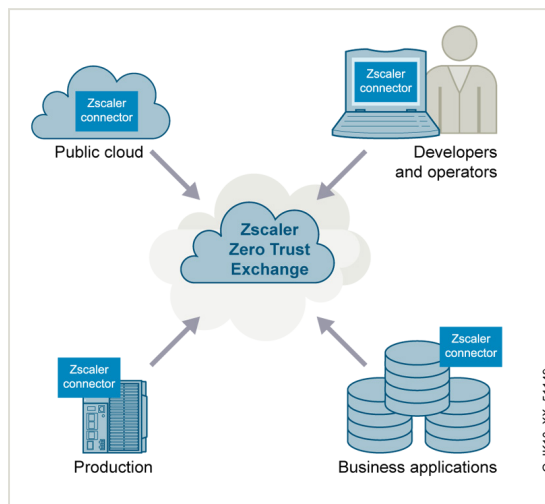 Zscaler
connector
Public cloud
Zscaler
connector
Developers
and operators
Zscaler
Zero Trust
Exchange
Zscaler
connector
Production
Zscaler
connector
Business applications